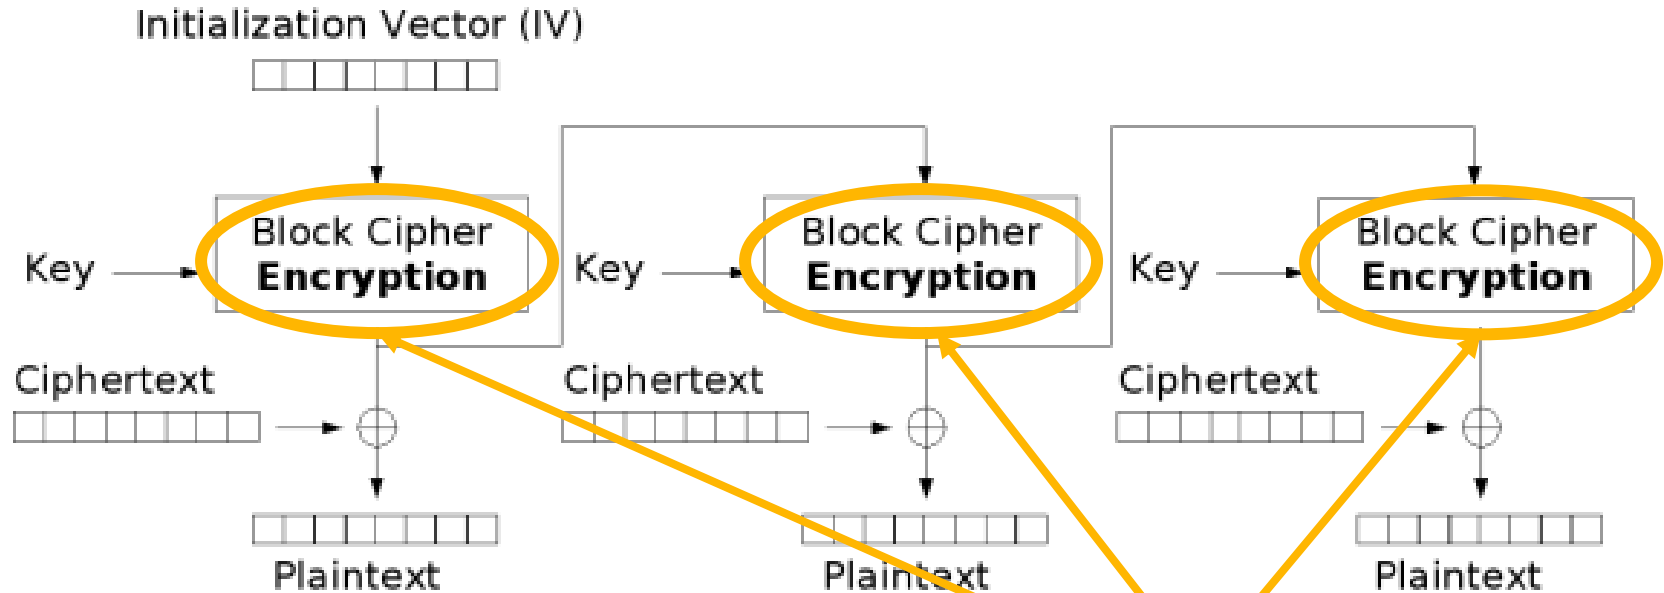 Initialization Vector (IV)
Block Cipher
Encryption
Key
Block Cipher
Encryption
Key
Block Cipher
Encryption
Key
Ciphertext
Ciphertext
Ciphertext
Plaintext
Plaintext
Plaintext